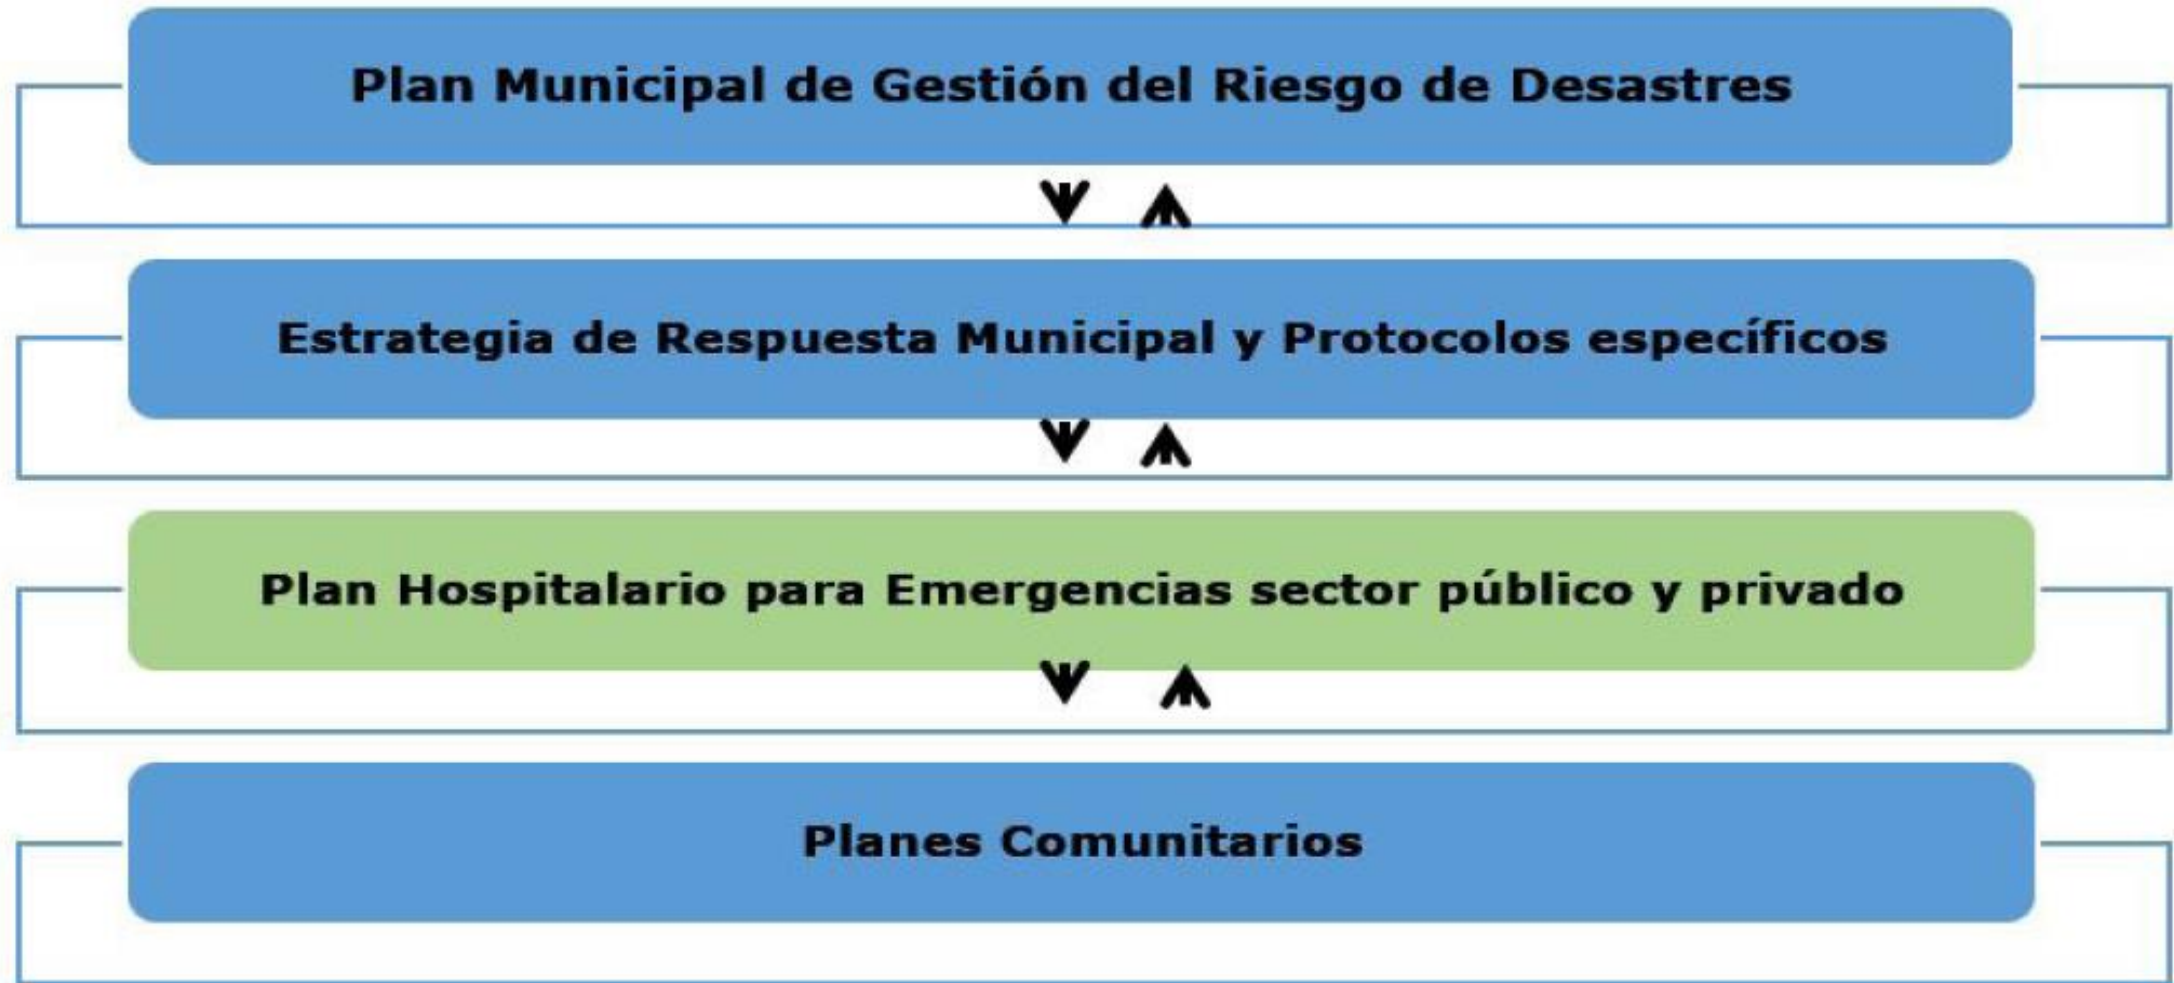 Plan Municipal de Gestión del Riesgo de Desastres
Estrategia de Respuesta Municipal y Protocolos específicos
Plan Hospitalario para Emergencias sector público y privado
Planes Comunitarios